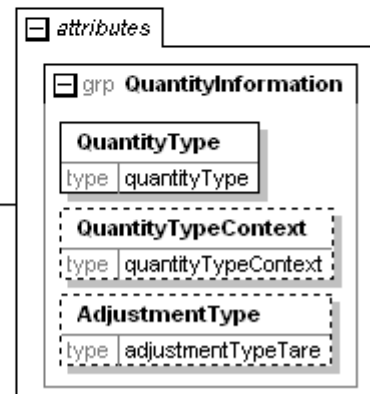 attributes
grp QuantityInformation
QuantityType
type quantityType
QuantityTypeContext
type quantityTypeContext
AdjustmentType
type adjustmentTypeTare